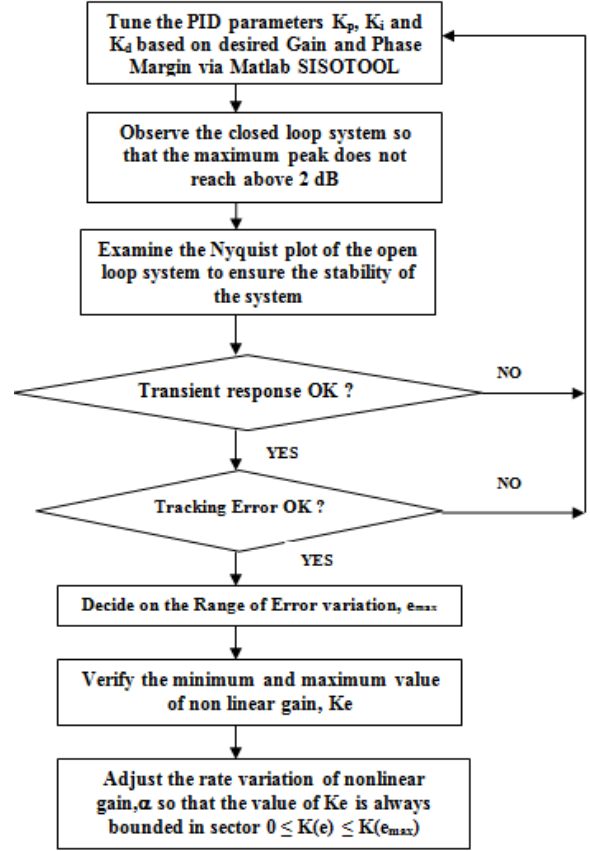 Tune the PID parameters Kp, Ki and
Kd based on desired Gain and Phase
Margin via Matlab SISOTOOL
Observe the closed loop system so
that the maximum peak does not
reach above 2 dB
Examine the Nyquist plot of the open
loop system to ensure the stability of
the system
Transient response OK ?
NO
YES
Tracking Error OK ?
NO
YES
Decide on the Range of Error variation, emax
Verify the minimum and maximum value
of non linear gain, Ke
Adjust the rate variation of nonlinear
gain,α so that the value of Ke is always
bounded in sector 0 ≤ K(e) ≤ K(emax)